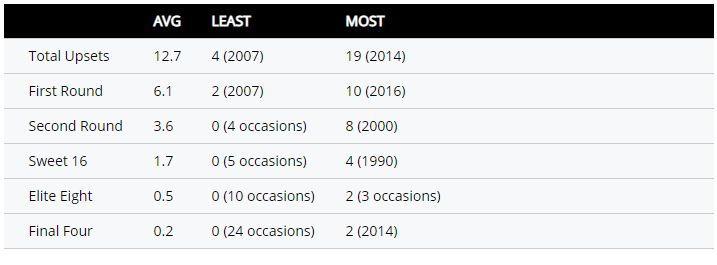 AVG LEAST MOST
Total Upsets 12.7 4 (2007) 19 (2014)
First Round 6.1 2 (2007) 10 (2016)
Second Round 3.6 0 (4 occasions) 8 (2000)
Sweet 16 1.7 0 (5 occasions) 4 (1990)
Elite Eight 0.5 0 (10 occasions) 2 (3 occasions)
Final Four 0.2 0 (24 occasions) 2 (2014)